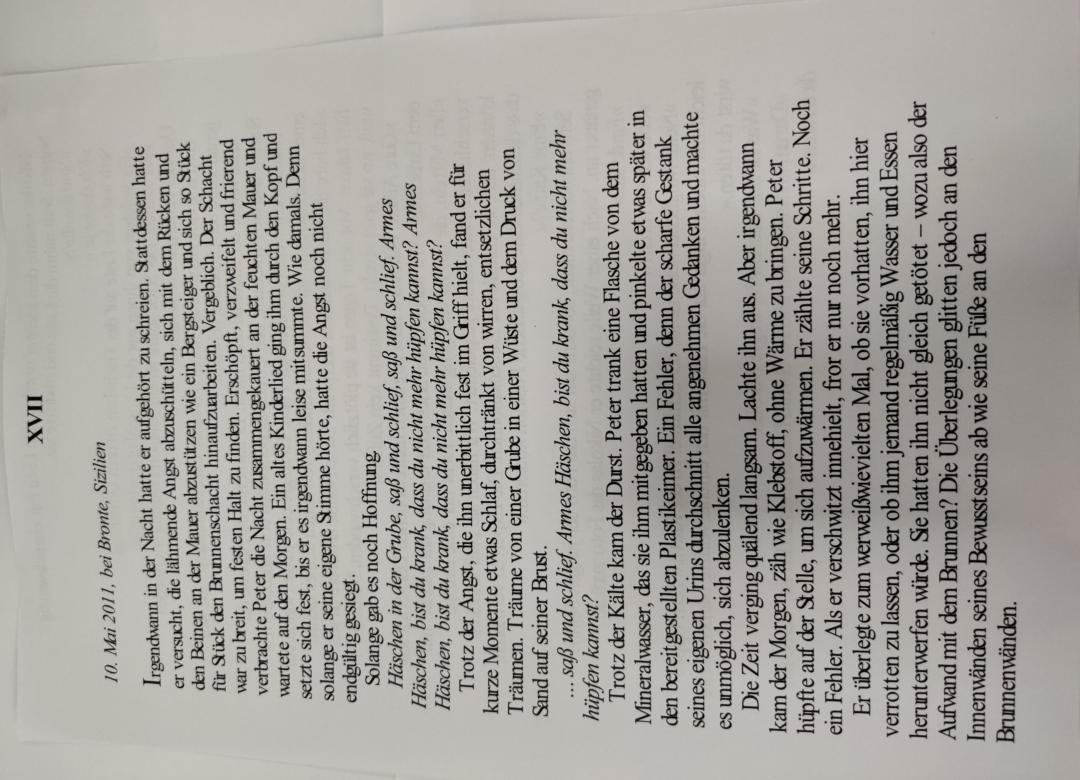 XVII
10. Mai 2011, bei Bronte, Sizilien
Irgendwann in der Nacht hatte er aufgehört zu schreien. Stattdessen hatte
er versucht, die lähmende Angst abzuschütteln, sich mit dem Rücken und
den Beinen an der Mauer abzustützen wie ein Bergsteiger und sich so Stück
für Stück den Brunnenschacht hinaufzuarbeiten. Vergeblich. Der Schacht
war zu breit, um festen Halt zu finden. Erschöpft, verzweifelt und frierend
verbrachte Peter die Nacht zusammengekauert an der feuchten Mauer und
wartete auf den Morgen. Ein altes Kinderlied ging ihm durch den Kopf und
setzte sich fest, bis er es irgendwann leise mitsummte. Wie damals. Denn
solange er seine eigene Stimme hörte, hatte die Angst noch nicht
endgültig gesiegt.
Solange gab es noch Hoffnung.
Häschen in der Grube, saß und schlief, saß und schlief. Armes
Häschen, bist du krank, dass du nicht mehr hüpfen kannst? Armes
Häschen, bist du krank, dass du nicht mehr hüpfen kannst?
Trotz der Angst, die ihn unerbittlich fest im Griff hielt, fand er für
kurze Momente etwas Schlaf, durchtränkt von wirren, entsetzlichen
Träumen. Träume von einer Grube in einer Wüste und dem Druck von
Sand auf seiner Brust.
... saß und schlief. Armes Häschen, bist du krank, dass du nicht mehr
hüpfen kannst?
Trotz der Kälte kam der Durst. Peter trank eine Flasche von dem
Mineralwasser, das sie ihm mitgegeben hatten und pinkelte etwas später in
den bereitgestellten Plastikeimer. Ein Fehler, denn der scharfe Gestank
seines eigenen Urins durchschnitt alle angenehmen Gedanken und machte
es unmöglich, sich abzulenken.
Die Zeit verging quälend langsam. Lachte ihn aus. Aber irgendwann
kam der Morgen, zäh wie Klebstoff, ohne Wärme zu bringen. Peter
hüpfte auf der Stelle, um sich aufzuwärmen. Er zählte seine Schritte. Noch
ein Fehler. Als er verschwitzt innehielt, fror er nur noch mehr.
Er überlegte zum werweißwievielten Mal, ob sie vorhatten, ihn hier
verrotten zu lassen, oder ob ihm jemand regelmäßig Wasser und Essen
herunterwerfen würde. Sie hatten ihn nicht gleich getötet – wozu also der
Aufwand mit dem Brunnen? Die Überlegungen glitten jedoch an den
Innenwänden seines Bewusstseins ab wie seine Füße an den
Brunnenwänden.